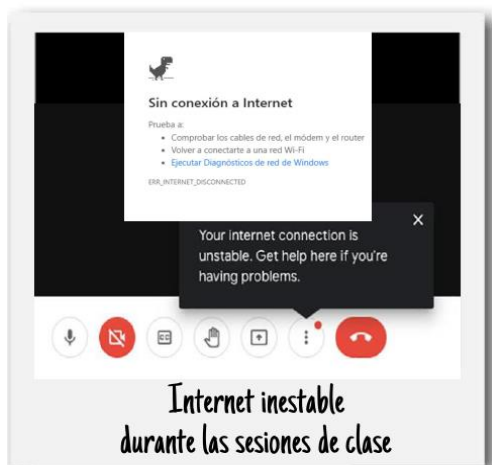 Sin conexión a Internet
Prueba a:
Comprobar los cables de red, el módem y el router
Volver a conectarte a una red Wi-Fi
Ejecutar Diagnósticos de red de Windows
ERR_INTERNET_DISCONNECTED
Your internet connection is
unstable. Get help here if you're
having problems.
CC
Internet inestable
durante las sesiones de clase